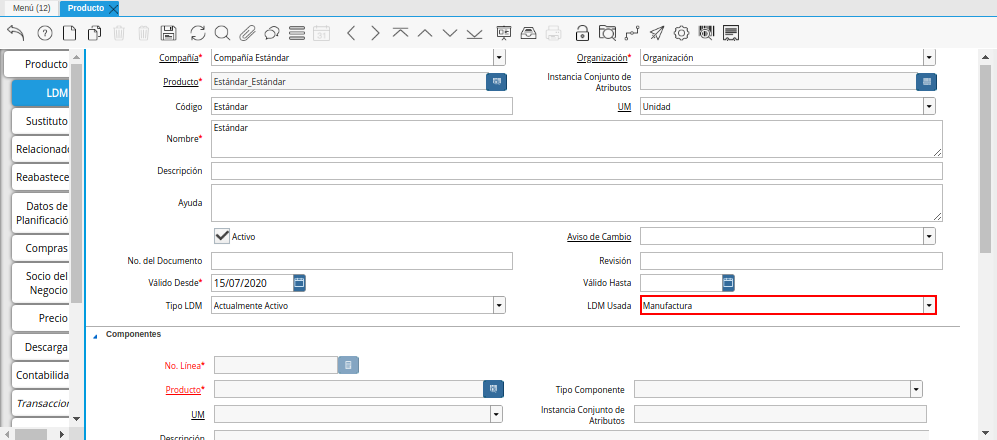 Menú (12) Producto
Producto
LDM
Sustituto
Relacionado
Reabastece
Datos de
Planificació
Compras
Socio del
Negocio
Precio
Descarga
Contabilida
Transaccion
Compañía* Compañía Estándar Organización* Organización
Producto* Estándar_Estándar Instancia Conjunto de
Atributos
Código Estándar UM Unidad
Nombre* Estándar
Descripción
Ayuda
Activo Aviso de Cambio
No. del Documento Revisión
Válido Desde* 15/07/2020 Válido Hasta
Tipo LDM Actualmente Activo LDM Usada Manufactura
Componentes
No. Línea*
Producto* Tipo Componente
UM Instancia Conjunto de
Atributos
Descripción